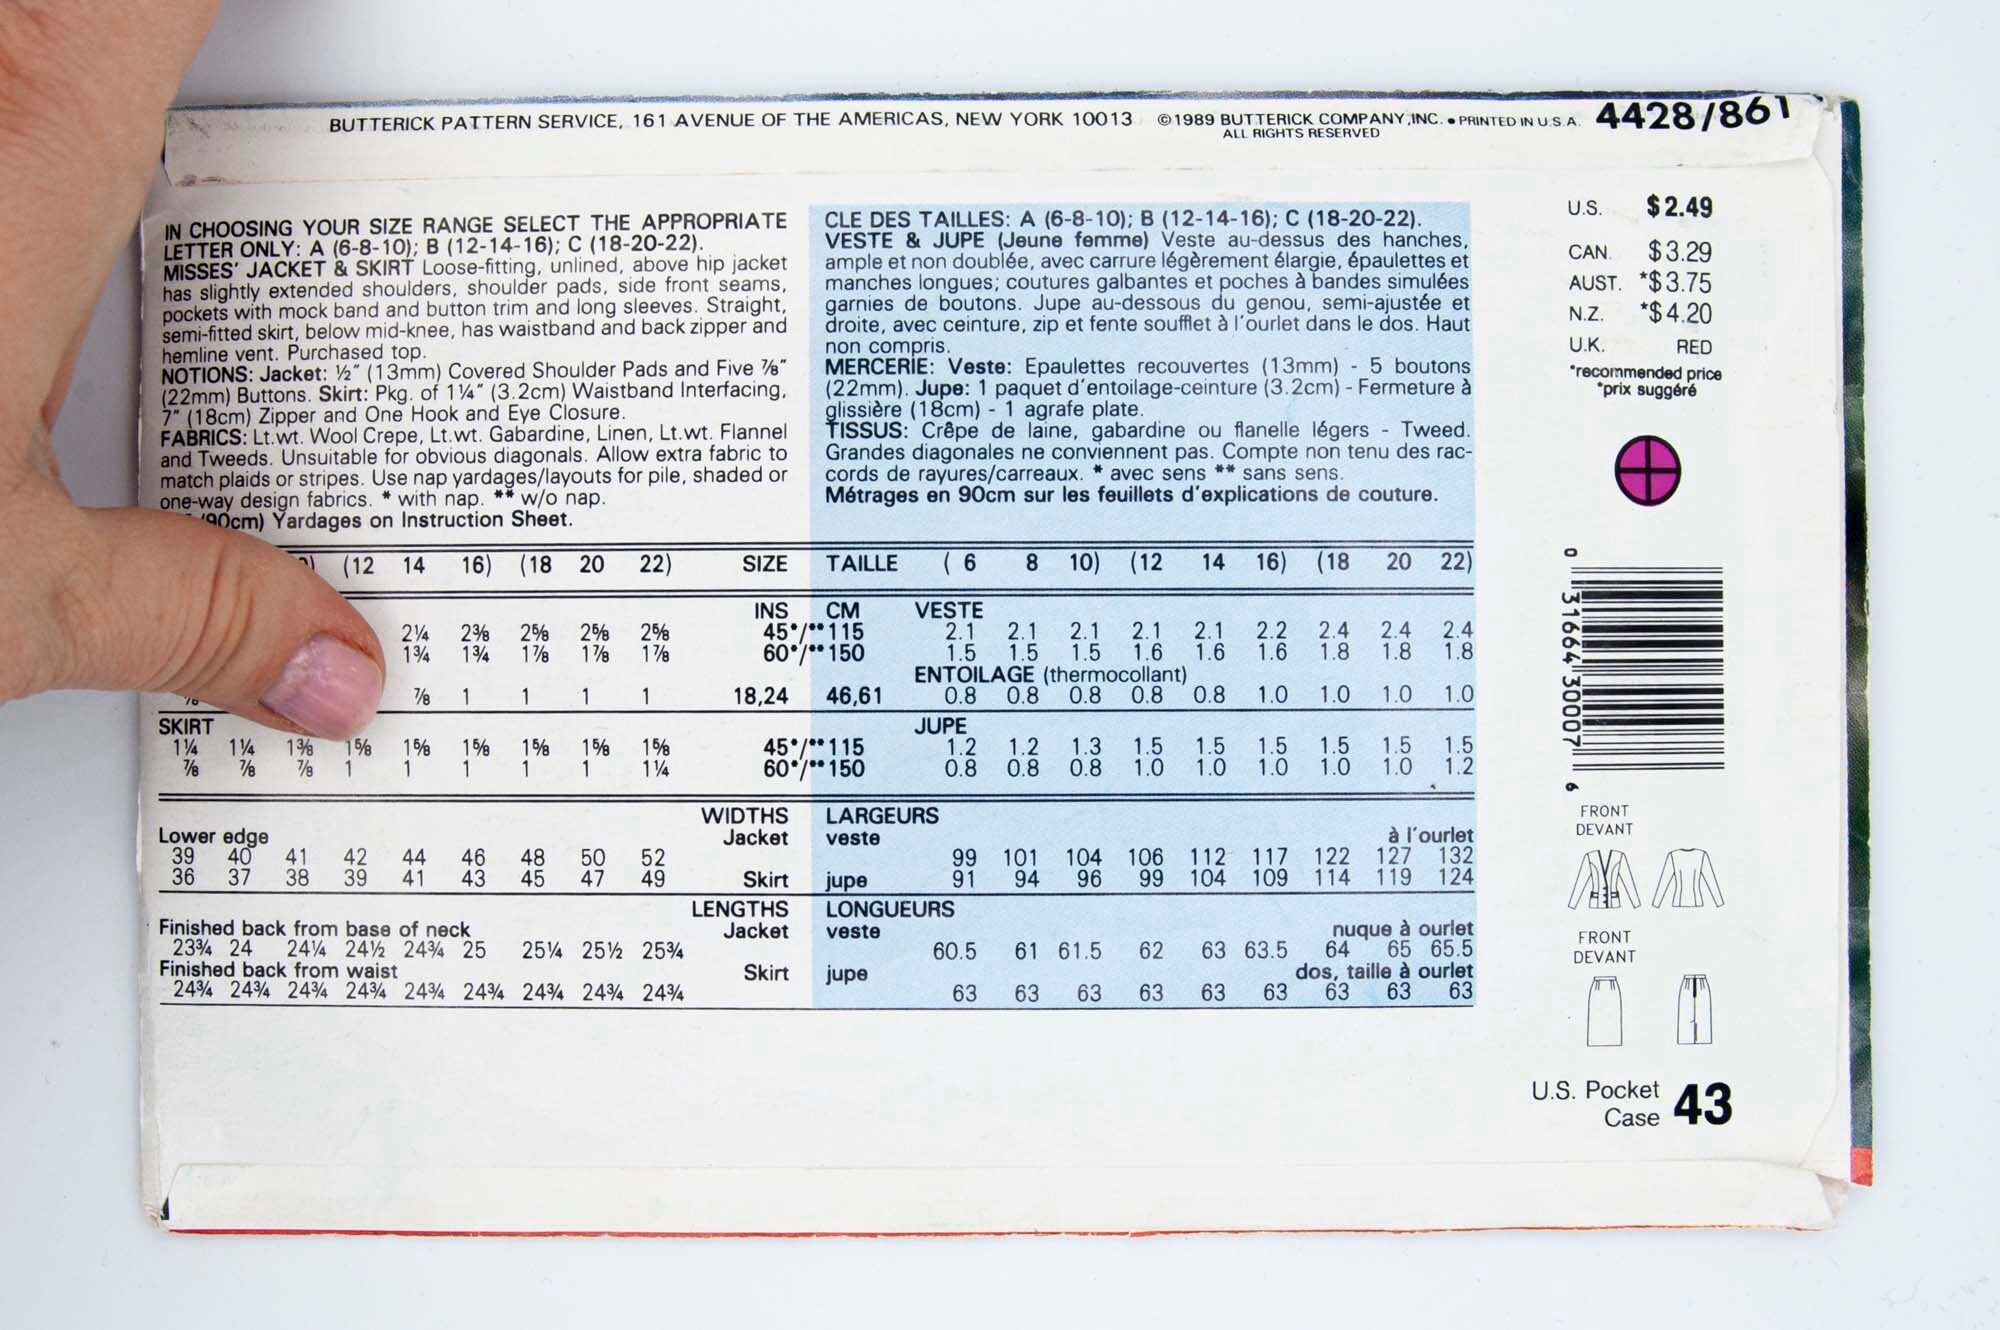 BUTTERICK PATTERN SERVICE, 161 AVENUE OF THE AMERICAS, NEW YORK 10013 ©1989 BUTTERICK COMPANY, INC. • PRINTED IN U.S.A. 4428/861
ALL RIGHTS RESERVED
IN CHOOSING YOUR SIZE RANGE SELECT THE APPROPRIATE
LETTER ONLY: A (6-8-10); B (12-14-16); C (18-20-22).
MISSES' JACKET & SKIRT Loose-fitting, unlined, above hip jacket
has slightly extended shoulders, shoulder pads, side front seams,
pockets with mock band and button trim and long sleeves. Straight,
semi-fitted skirt, below mid-knee, has waistband and back zipper and
hemline vent. Purchased top.
NOTIONS: Jacket: ½" (13mm) Covered Shoulder Pads and Five ⅞"
(22mm) Buttons. Skirt: Pkg. of 1¼" (3.2cm) Waistband Interfacing,
7" (18cm) Zipper and One Hook and Eye Closure.
FABRICS: Lt.wt. Wool Crepe, Lt.wt. Gabardine, Linen, Lt.wt. Flannel
and Tweeds. Unsuitable for obvious diagonals. Allow extra fabric to
match plaids or stripes. Use nap yardages/layouts for pile, shaded or
one-way design fabrics. * with nap. ** w/o nap.
(90cm) Yardages on Instruction Sheet.
CLE DES TAILLES: A (6-8-10); B (12-14-16); C (18-20-22).
VESTE & JUPE (Jeune femme) Veste au-dessus des hanches,
ample et non doublée, avec carrure légèrement élargie, épaulettes et
manches longues; coutures galbantes et poches à bandes simulées
garnies de boutons. Jupe au-dessous du genou, semi-ajustée et
droite, avec ceinture, zip et fente soufflet à l'ourlet dans le dos. Haut
non compris.
MERCERIE: Veste: Epaulettes recouvertes (13mm) - 5 boutons
(22mm). Jupe: 1 paquet d'entoilage-ceinture (3.2cm) - Fermeture à
glissière (18cm) - 1 agrafe plate.
TISSUS: Crêpe de laine, gabardine ou flanelle légers - Tweed.
Grandes diagonales ne conviennent pas. Compte non tenu des rac-
cords de rayures/carreaux. * avec sens ** sans sens.
Métrages en 90cm sur les feuillets d'explications de couture.
(12 14 16) (18 20 22) SIZE TAILLE (6 8 10) (12 14 16) (18 20 22)
INS CM VESTE
2¼ 2⅜ 2⅝ 2⅝ 2⅝ 45*/**115 2.1 2.1 2.1 2.1 2.1 2.2 2.4 2.4 2.4
1¾ 1¾ 1⅞ 1⅞ 1⅞ 60*/**150 1.5 1.5 1.5 1.6 1.6 1.6 1.8 1.8 1.8
ENTOILAGE (thermocollant)
⅞ 1 1 1 1 18,24 46,61 0.8 0.8 0.8 0.8 0.8 1.0 1.0 1.0 1.0
SKIRT JUPE
1¼ 1¼ 1⅜ 1⅝ 1⅝ 1⅝ 1⅝ 1⅝ 1⅝ 45*/**115 1.2 1.2 1.3 1.5 1.5 1.5 1.5 1.5 1.5
⅞ ⅞ ⅞ 1 1 1 1 1 1¼ 60*/**150 0.8 0.8 0.8 1.0 1.0 1.0 1.0 1.0 1.2
WIDTHS LARGEURS
Lower edge Jacket veste à l'ourlet
39 40 41 42 44 46 48 50 52 99 101 104 106 112 117 122 127 132
36 37 38 39 41 43 45 47 49 Skirt jupe 91 94 96 99 104 109 114 119 124
LENGTHS LONGUEURS
Finished back from base of neck Jacket veste nuque à ourlet
23¾ 24 24¼ 24½ 24¾ 25 25¼ 25½ 25¾ 60.5 61 61.5 62 63 63.5 64 65 65.5
Finished back from waist Skirt jupe dos, taille à ourlet
24¾ 24¾ 24¾ 24¾ 24¾ 24¾ 24¾ 24¾ 24¾ 63 63 63 63 63 63 63 63 63
U.S. $2.49
CAN. $3.29
AUST. *$3.75
N.Z. *$4.20
U.K. RED
*recommended price
*prix suggéré
0 31664 30007 6
FRONT
DEVANT
FRONT
DEVANT
U.S. Pocket
Case 43